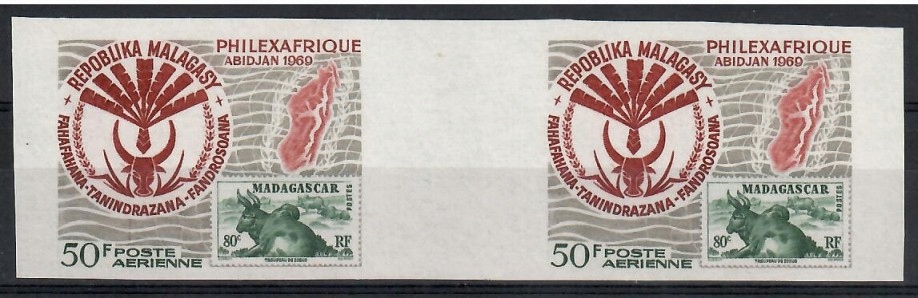 PHILEXAFRIQUE
ABIDJAN 1969
+ REPOBLIKA MALAGASY +
FAHAFAHANA-TANINDRAZANA-FANDROSOANA
MADAGASCAR
POSTES
80c
RF
50F POSTE
AERIENNE
PHILEXAFRIQUE
ABIDJAN 1969
+ REPOBLIKA MALAGASY +
FAHAFAHANA-TANINDRAZANA-FANDROSOANA
MADAGASCAR
POSTES
80c
RF
50F POSTE
AERIENNE